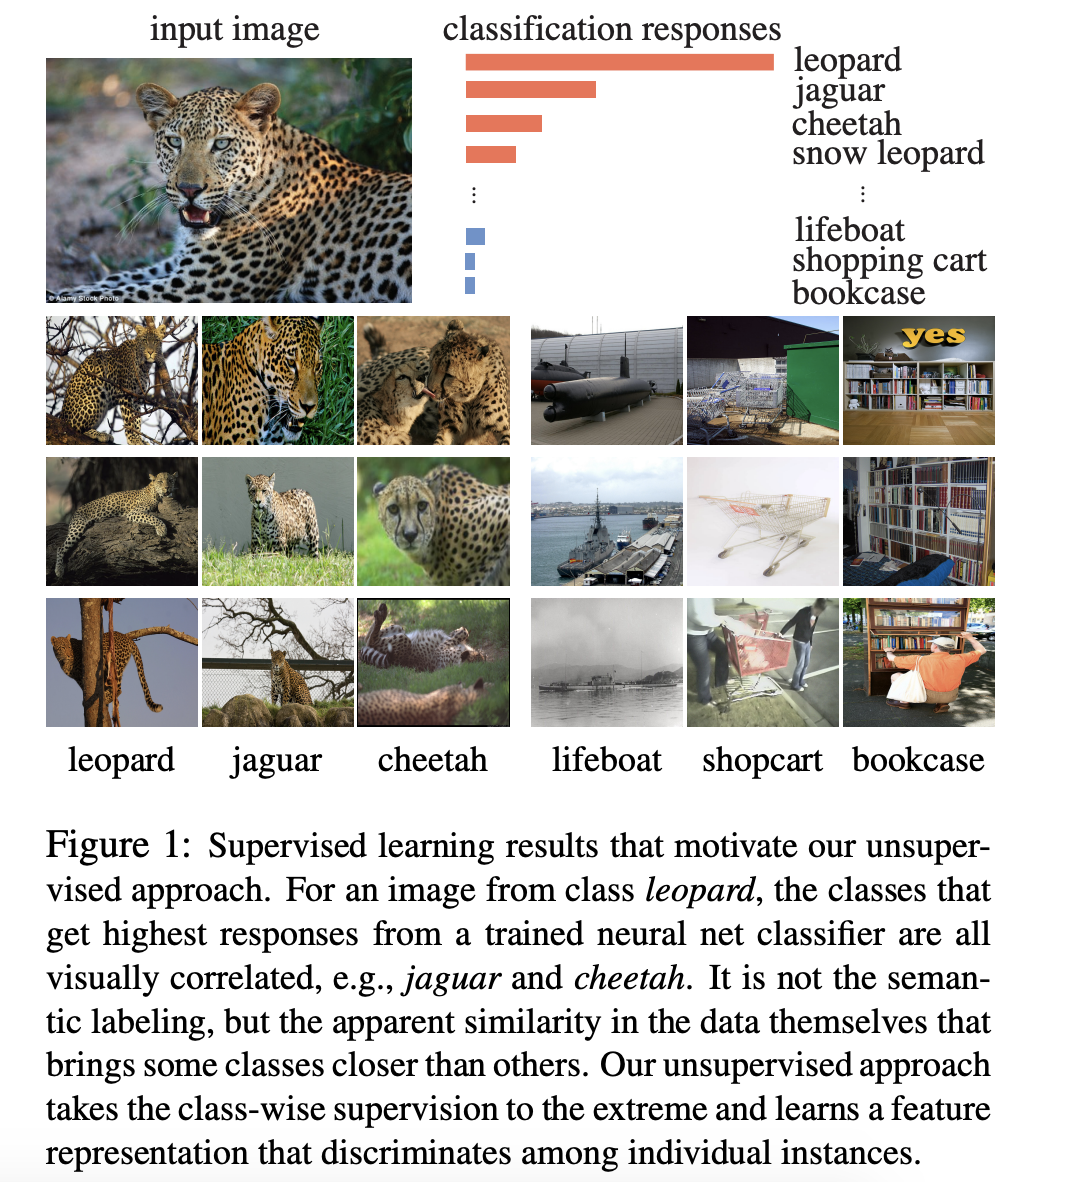 input image
classification responses
leopard
jaguar
cheetah
snow leopard
⋮ ⋮
lifeboat
shopping cart
bookcase
© Alamy Stock Photo
yes
leopard jaguar cheetah lifeboat shopcart bookcase
Figure 1: Supervised learning results that motivate our unsuper-
vised approach. For an image from class leopard, the classes that
get highest responses from a trained neural net classifier are all
visually correlated, e.g., jaguar and cheetah. It is not the seman-
tic labeling, but the apparent similarity in the data themselves that
brings some classes closer than others. Our unsupervised approach
takes the class-wise supervision to the extreme and learns a feature
representation that discriminates among individual instances.